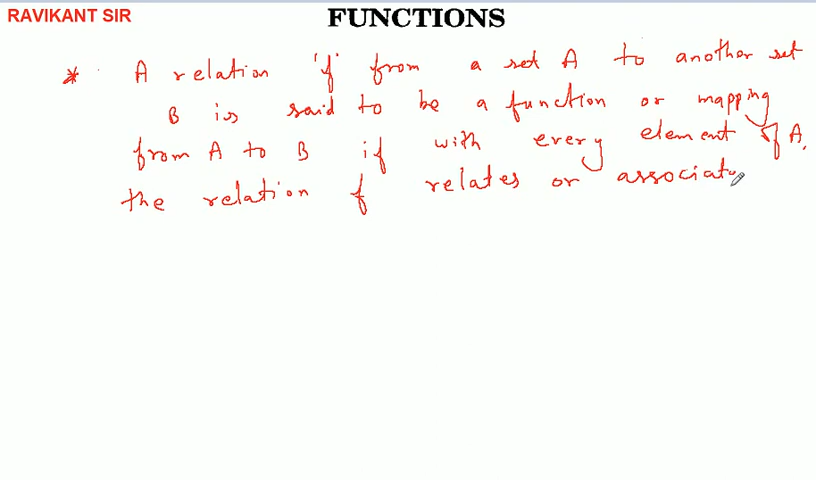 RAVIKANT SIR
FUNCTIONS
* A relation 'f' from a set A to another set
B is said to be a function or mapping
from A to B if with every element of A,
the relation f relates or associat